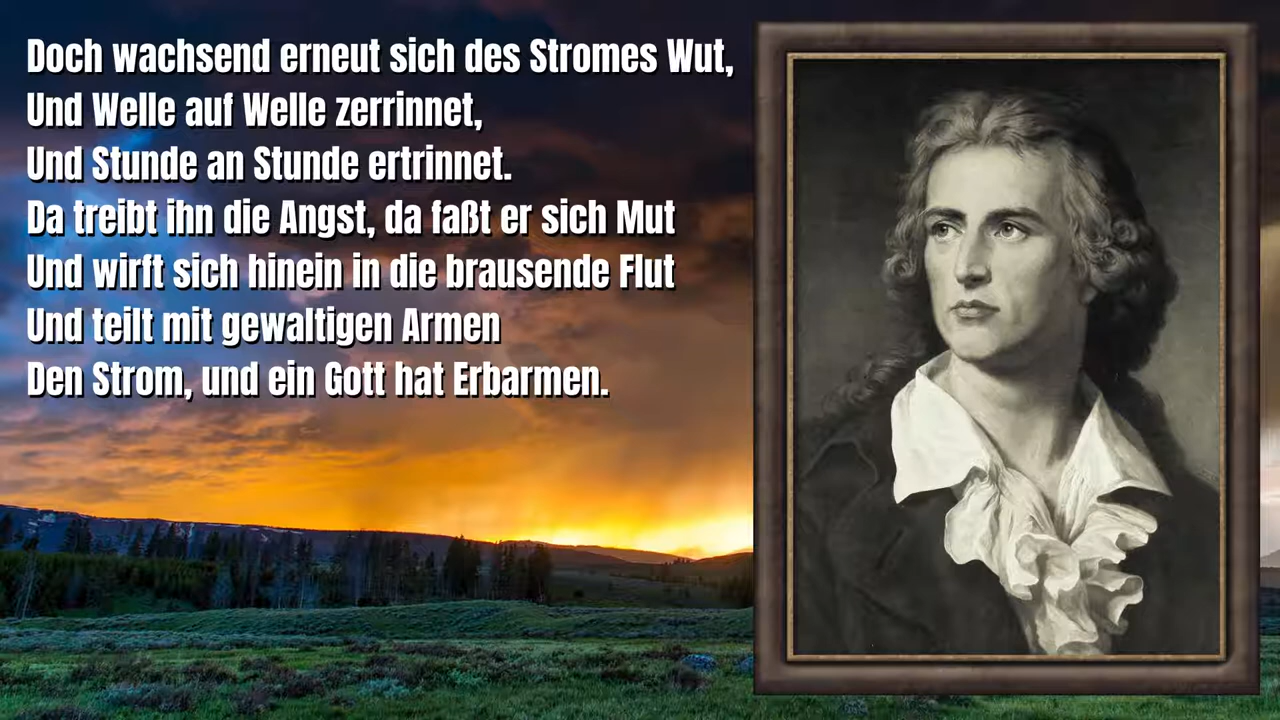 Doch wachsend erneut sich des Stromes Wut,
Und Welle auf Welle zerrinnet,
Und Stunde an Stunde ertrinnet.
Da treibt ihn die Angst, da faßt er sich Mut
Und wirft sich hinein in die brausende Flut
Und teilt mit gewaltigen Armen
Den Strom, und ein Gott hat Erbarmen.